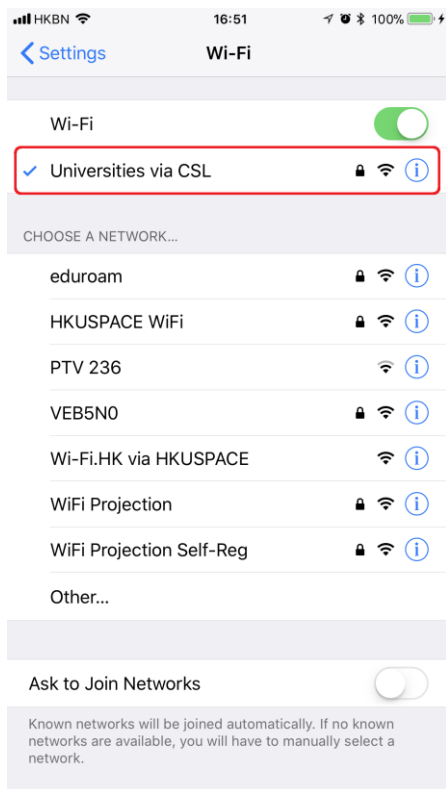 HKBN 16:51 100%
Settings Wi-Fi
Wi-Fi
Universities via CSL
CHOOSE A NETWORK...
eduroam
HKUSPACE WiFi
PTV 236
VEB5N0
Wi-Fi.HK via HKUSPACE
WiFi Projection
WiFi Projection Self-Reg
Other...
Ask to Join Networks
Known networks will be joined automatically. If no known
networks are available, you will have to manually select a
network.